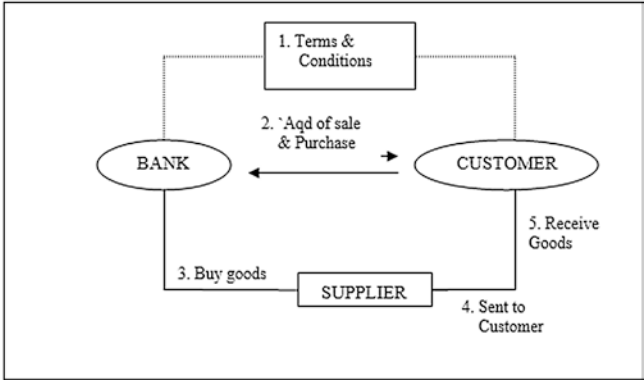 1. Terms &
Conditions
2. `Aqd of sale
& Purchase
BANK
CUSTOMER
5. Receive
Goods
3. Buy goods
SUPPLIER
4. Sent to
Customer